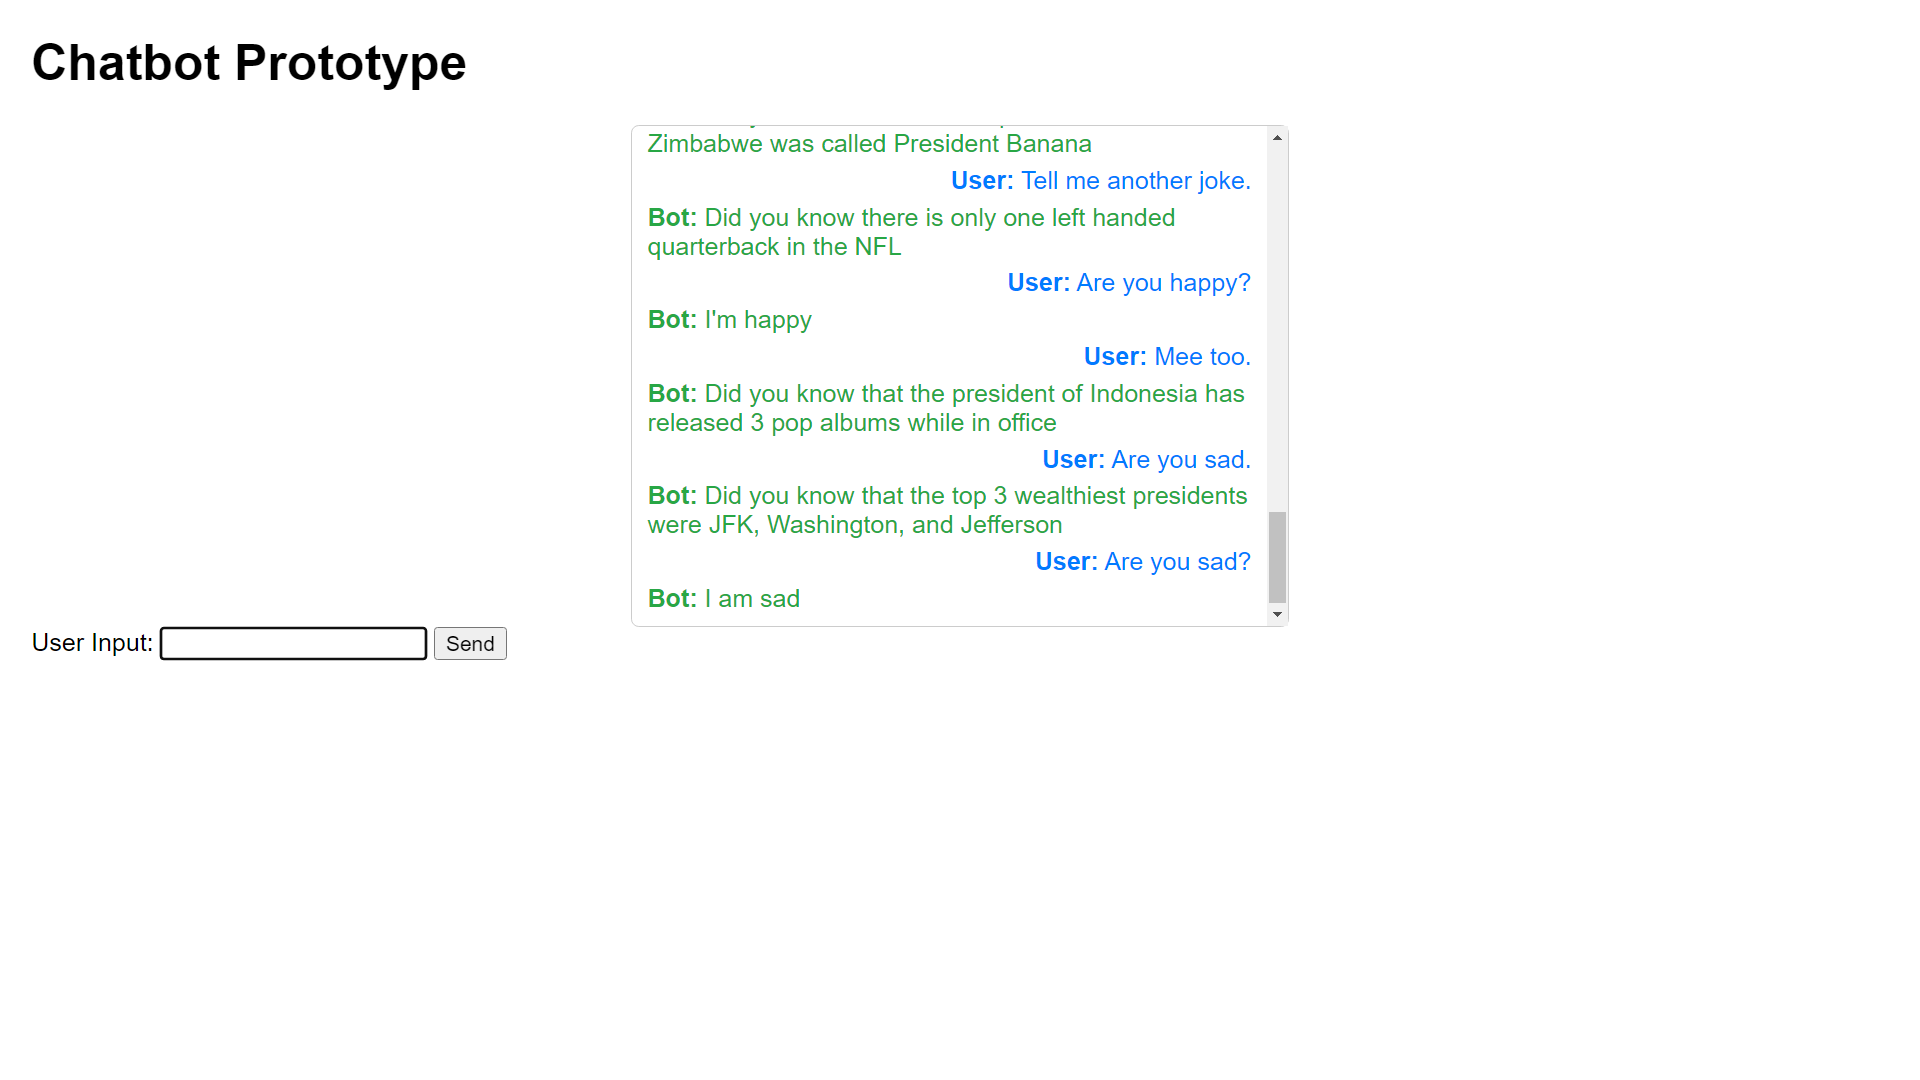 Chatbot Prototype
Zimbabwe was called President Banana
User: Tell me another joke.
Bot: Did you know there is only one left handed
quarterback in the NFL
User: Are you happy?
Bot: I'm happy
User: Mee too.
Bot: Did you know that the president of Indonesia has
released 3 pop albums while in office
User: Are you sad.
Bot: Did you know that the top 3 wealthiest presidents
were JFK, Washington, and Jefferson
User: Are you sad?
Bot: I am sad
User Input: Send